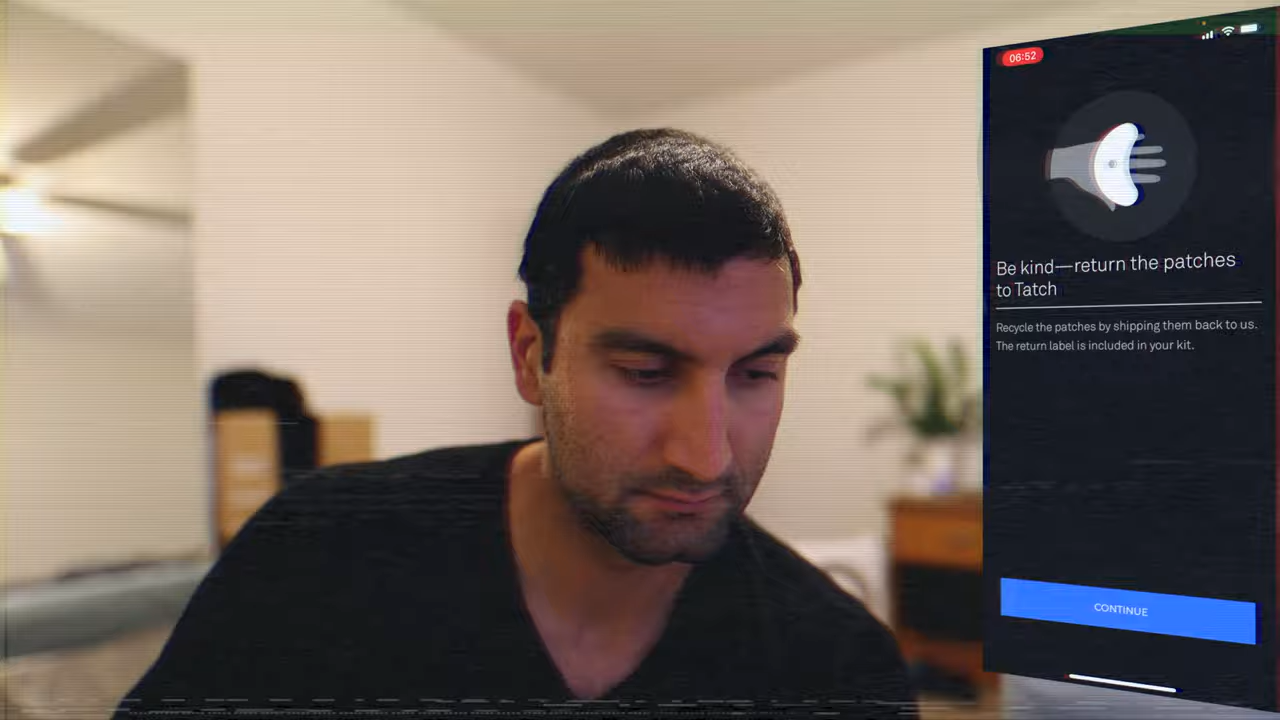 06:52
Be kind—return the patches
to Tatch
Recycle the patches by shipping them back to us.
The return label is included in your kit.
CONTINUE